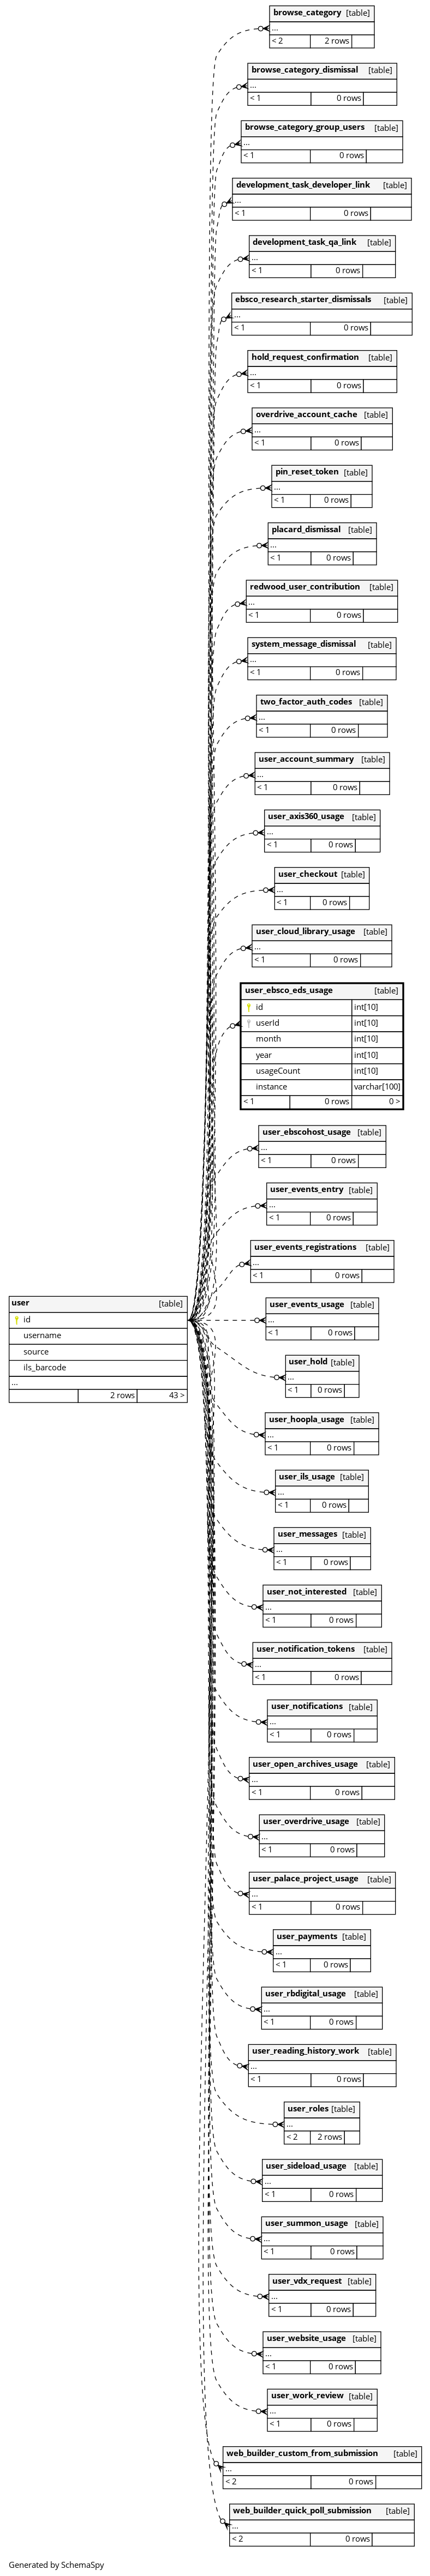 browse_category [table]
...
< 2 2 rows
browse_category_dismissal [table]
...
< 1 0 rows
browse_category_group_users [table]
...
< 1 0 rows
development_task_developer_link [table]
...
< 1 0 rows
development_task_qa_link [table]
...
< 1 0 rows
ebsco_research_starter_dismissals [table]
...
< 1 0 rows
hold_request_confirmation [table]
...
< 1 0 rows
overdrive_account_cache [table]
...
< 1 0 rows
pin_reset_token [table]
...
< 1 0 rows
placard_dismissal [table]
...
< 1 0 rows
redwood_user_contribution [table]
...
< 1 0 rows
system_message_dismissal [table]
...
< 1 0 rows
two_factor_auth_codes [table]
...
< 1 0 rows
user_account_summary [table]
...
< 1 0 rows
user_axis360_usage [table]
...
< 1 0 rows
user_checkout [table]
...
< 1 0 rows
user_cloud_library_usage [table]
...
< 1 0 rows
user_ebsco_eds_usage [table]
id int[10]
userId int[10]
month int[10]
year int[10]
usageCount int[10]
instance varchar[100]
< 1 0 rows 0 >
user_ebscohost_usage [table]
...
< 1 0 rows
user_events_entry [table]
...
< 1 0 rows
user_events_registrations [table]
...
< 1 0 rows
user [table]
id
username
source
ils_barcode
...
2 rows 43 >
user_events_usage [table]
...
< 1 0 rows
user_hold [table]
...
< 1 0 rows
user_hoopla_usage [table]
...
< 1 0 rows
user_ils_usage [table]
...
< 1 0 rows
user_messages [table]
...
< 1 0 rows
user_not_interested [table]
...
< 1 0 rows
user_notification_tokens [table]
...
< 1 0 rows
user_notifications [table]
...
< 1 0 rows
user_open_archives_usage [table]
...
< 1 0 rows
user_overdrive_usage [table]
...
< 1 0 rows
user_palace_project_usage [table]
...
< 1 0 rows
user_payments [table]
...
< 1 0 rows
user_rbdigital_usage [table]
...
< 1 0 rows
user_reading_history_work [table]
...
< 1 0 rows
user_roles [table]
...
< 2 2 rows
user_sideload_usage [table]
...
< 1 0 rows
user_summon_usage [table]
...
< 1 0 rows
user_vdx_request [table]
...
< 1 0 rows
user_website_usage [table]
...
< 1 0 rows
user_work_review [table]
...
< 1 0 rows
web_builder_custom_from_submission [table]
...
< 2 0 rows
web_builder_quick_poll_submission [table]
...
< 2 0 rows
Generated by SchemaSpy